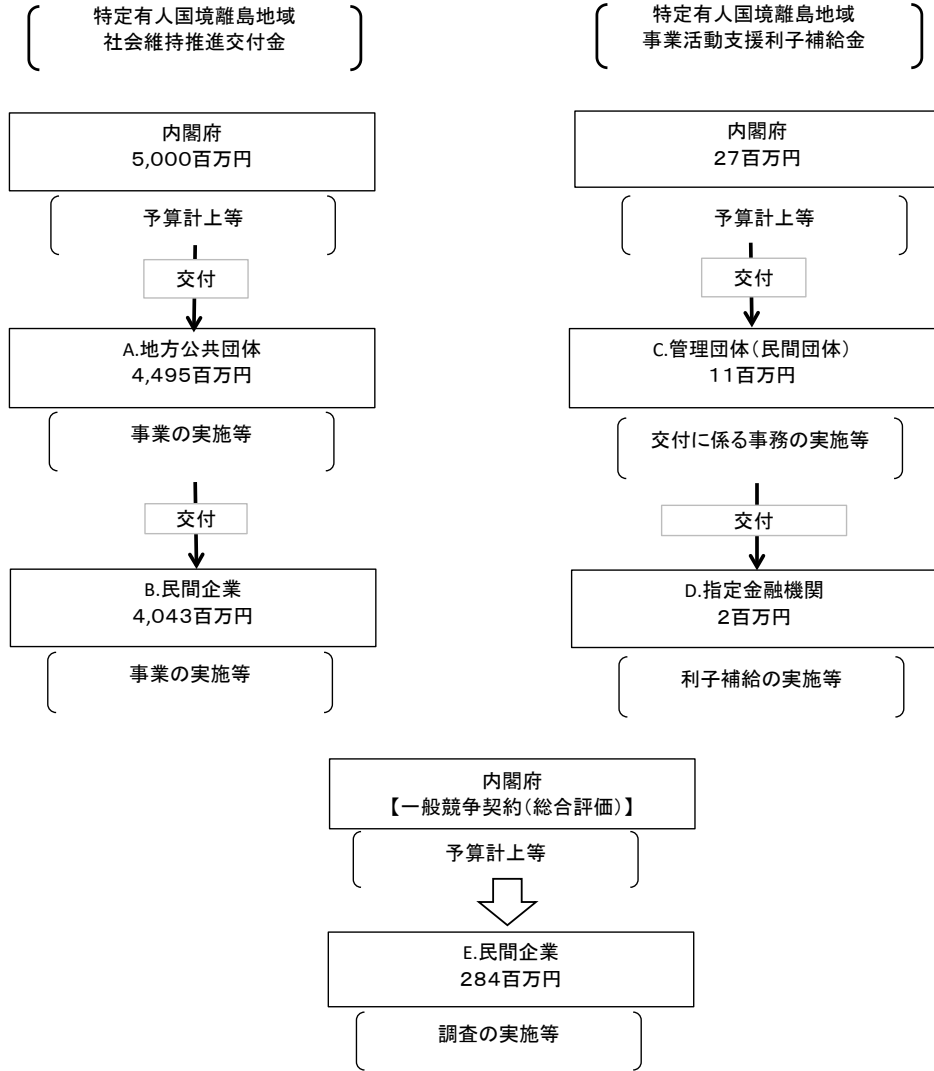 特定有人国境離島地域
社会維持推進交付金
内閣府
5,000百万円
予算計上等
交付
A.地方公共団体
4,495百万円
事業の実施等
交付
B.民間企業
4,043百万円
事業の実施等
特定有人国境離島地域
事業活動支援利子補給金
内閣府
27百万円
予算計上等
交付
C.管理団体(民間団体)
11百万円
交付に係る事務の実施等
交付
D.指定金融機関
2百万円
利子補給の実施等
内閣府
【一般競争契約(総合評価)】
予算計上等
E.民間企業
284百万円
調査の実施等